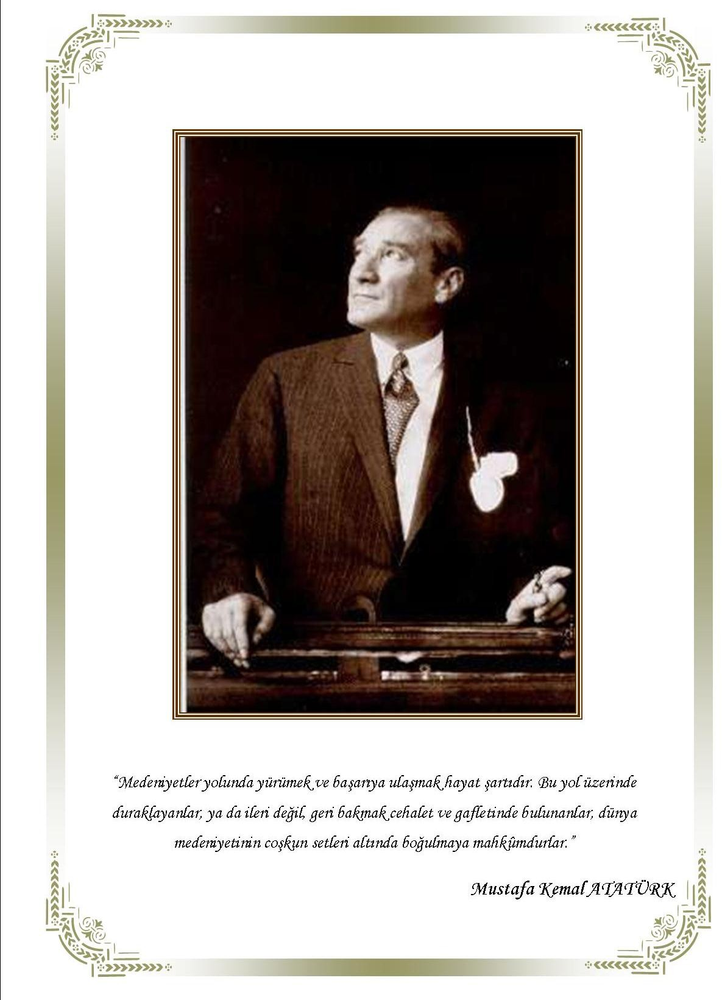 “Medeniyetler yolunda yürümek ve başarıya ulaşmak hayat şartıdır. Bu yol üzerinde
duraklayanlar, ya da ileri değil, geri bakmak cehalet ve gafletinde bulunanlar, dünya
medeniyetinin coşkun setleri altında boğulmaya mahkûmdurlar.”
Mustafa Kemal ATATÜRK